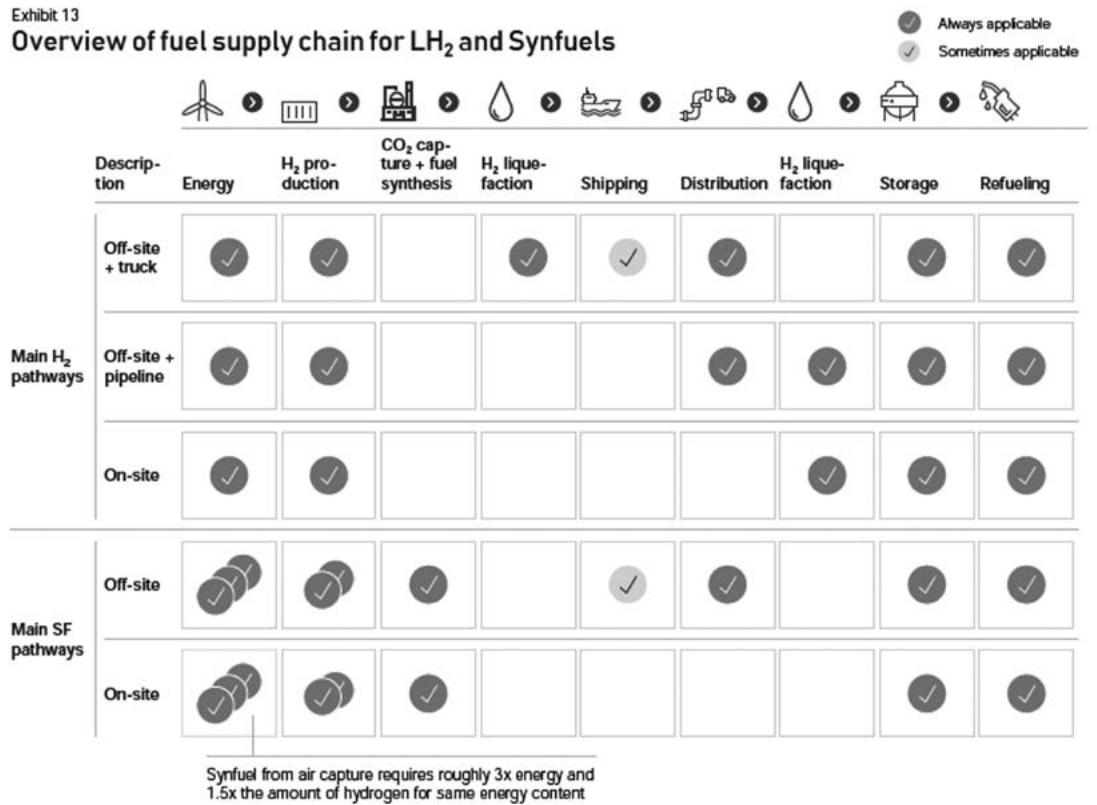 Exhibit 13
Overview of fuel supply chain for LH₂ and Synfuels
Always applicable
Sometimes applicable
Descrip-
tion
Energy
H₂ pro-
duction
CO₂ cap-
ture + fuel
synthesis
H₂ lique-
faction
Shipping
Distribution
H₂ lique-
faction
Storage
Refueling
Main H₂
pathways
Off-site
+ truck
Off-site +
pipeline
On-site
Main SF
pathways
Off-site
On-site
Synfuel from air capture requires roughly 3x energy and
1.5x the amount of hydrogen for same energy content